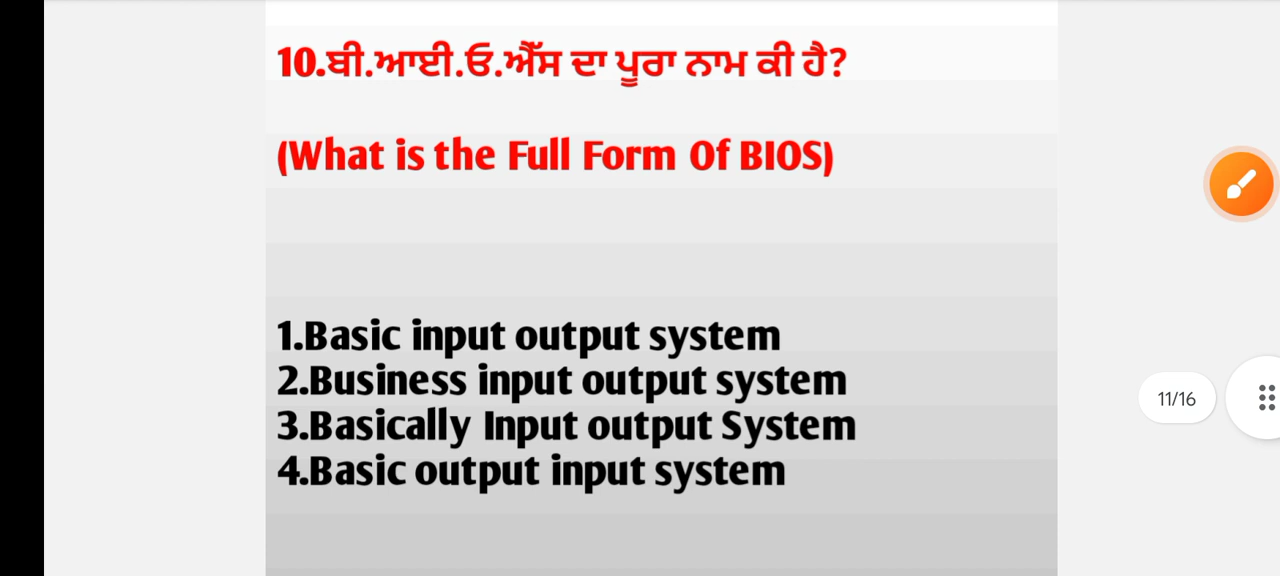 10.ਬੀ.ਆਈ.ਓ.ਐੱਸ ਦਾ ਪੂਰਾ ਨਾਮ ਕੀ ਹੈ?
(What is the Full Form Of BIOS)
1.Basic input output system
2.Business input output system
3.Basically Input output System
4.Basic output input system
11/16